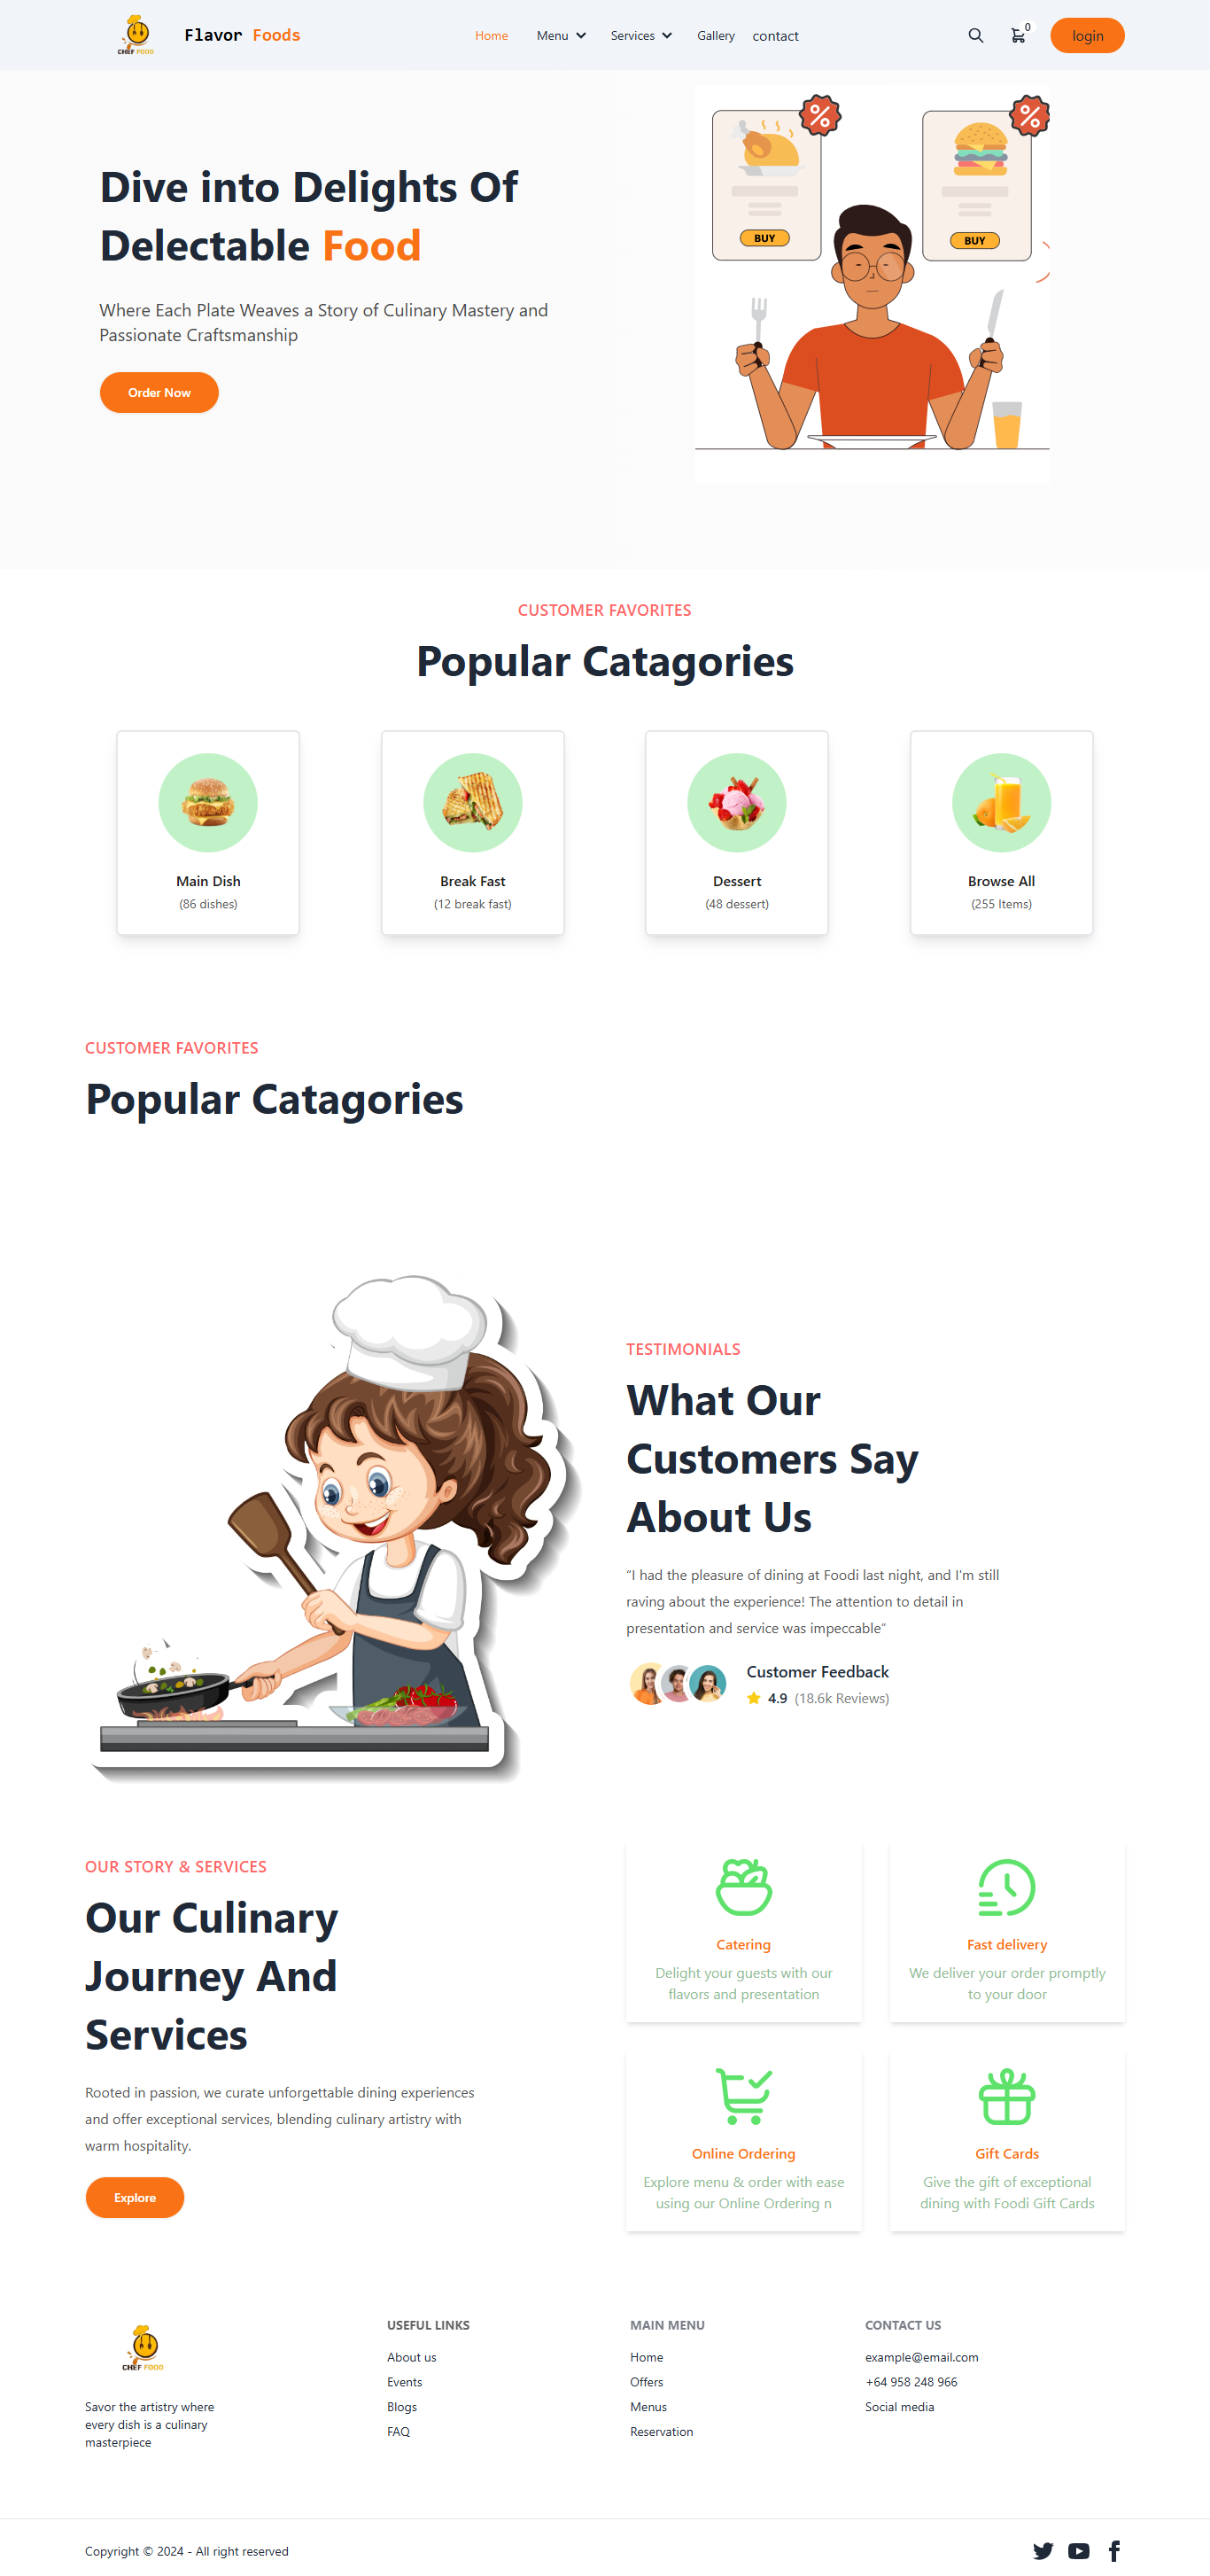 CHEF FOOD
Flavor Foods
Home
Menu
Services
Gallery
contact
0
login
Dive into Delights Of
Delectable Food
Where Each Plate Weaves a Story of Culinary Mastery and
Passionate Craftsmanship
Order Now
%
%
BUY
BUY
CUSTOMER FAVORITES
Popular Catagories
Main Dish
(86 dishes)
Break Fast
(12 break fast)
Dessert
(48 dessert)
Browse All
(255 Items)
CUSTOMER FAVORITES
Popular Catagories
TESTIMONIALS
What Our
Customers Say
About Us
“I had the pleasure of dining at Foodi last night, and I'm still
raving about the experience! The attention to detail in
presentation and service was impeccable”
Customer Feedback
4.9 (18.6k Reviews)
OUR STORY & SERVICES
Our Culinary
Journey And
Services
Rooted in passion, we curate unforgettable dining experiences
and offer exceptional services, blending culinary artistry with
warm hospitality.
Explore
Catering
Delight your guests with our
flavors and presentation
Fast delivery
We deliver your order promptly
to your door
Online Ordering
Explore menu & order with ease
using our Online Ordering n
Gift Cards
Give the gift of exceptional
dining with Foodi Gift Cards
CHEF FOOD
Savor the artistry where
every dish is a culinary
masterpiece
USEFUL LINKS
About us
Events
Blogs
FAQ
MAIN MENU
Home
Offers
Menus
Reservation
CONTACT US
example@email.com
+64 958 248 966
Social media
Copyright © 2024 - All right reserved